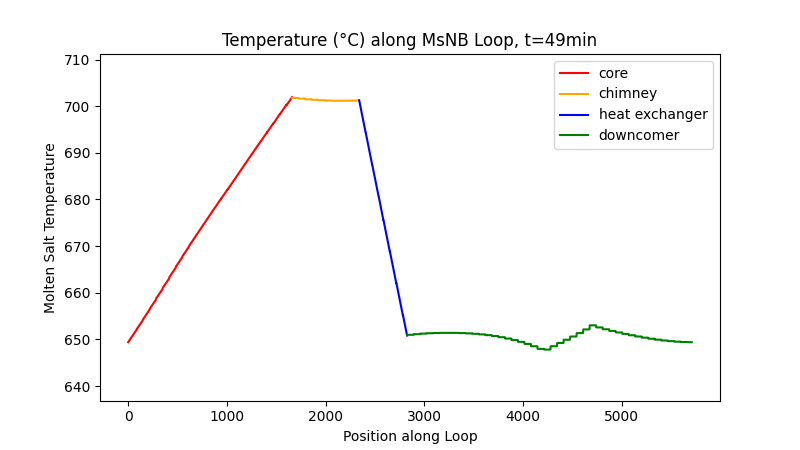 Temperature (°C) along MsNB Loop, t=49min
Molten Salt Temperature
710
700
690
680
670
660
650
640
core
chimney
heat exchanger
downcomer
0
1000
2000
3000
4000
5000
Position along Loop